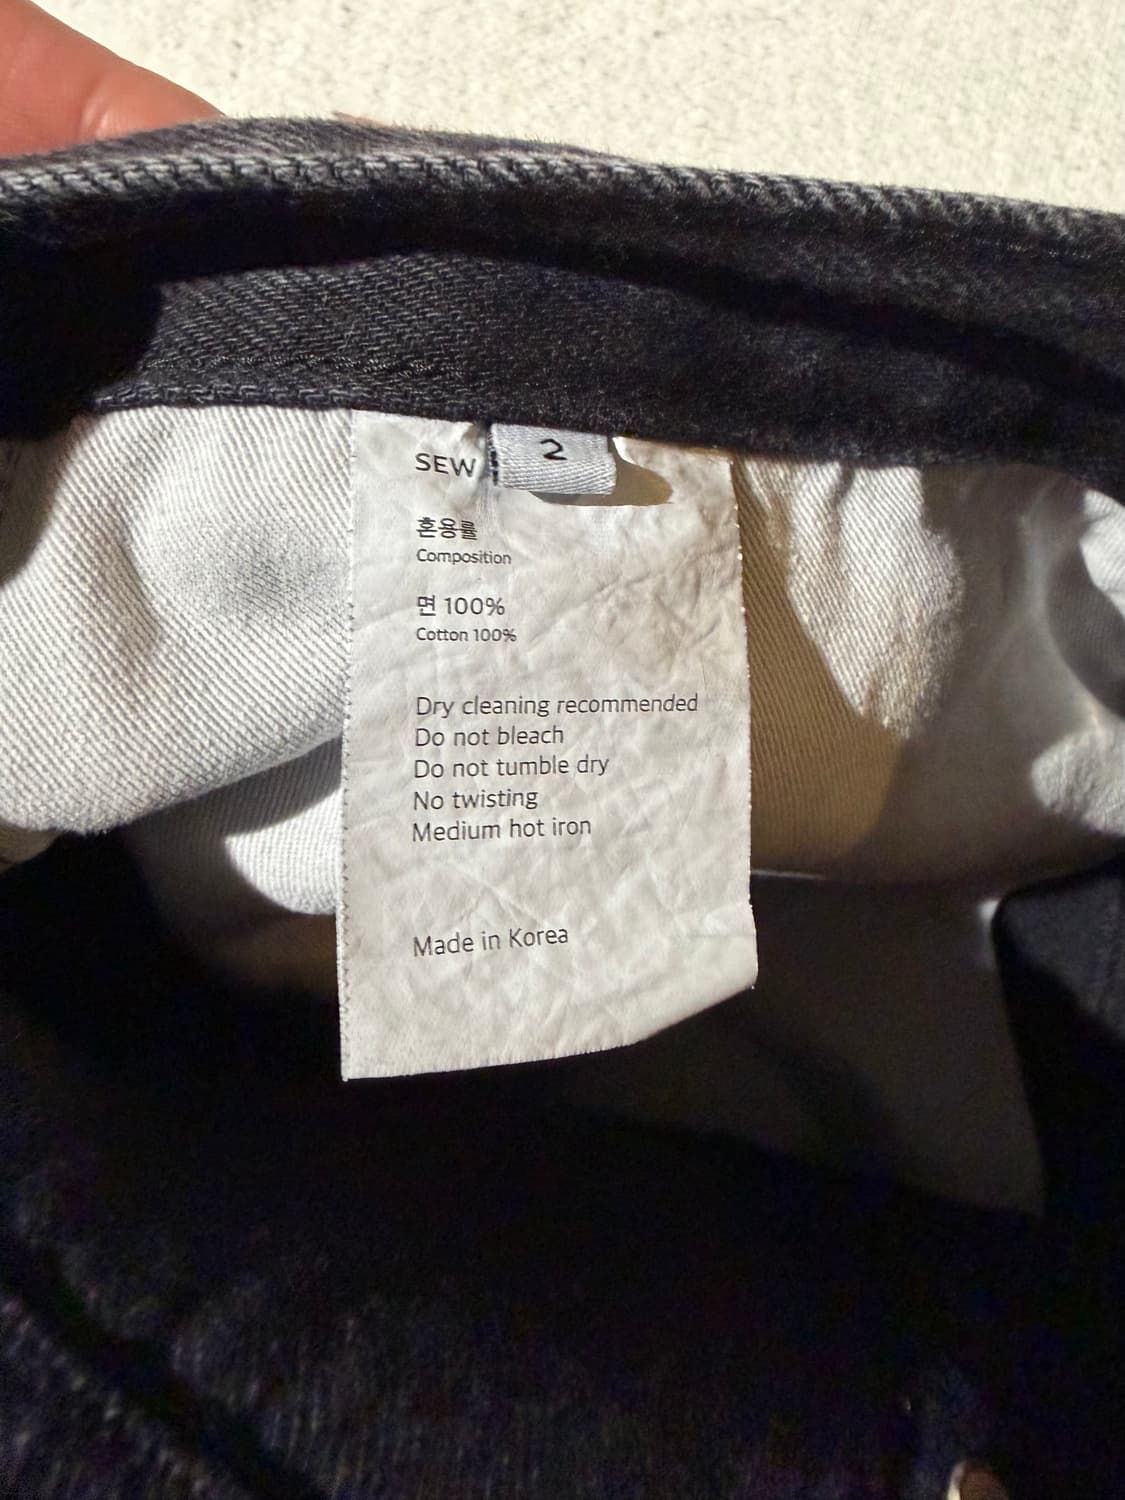 SEW
2
혼용률
Composition
면 100%
Cotton 100%
Dry cleaning recommended
Do not bleach
Do not tumble dry
No twisting
Medium hot iron
Made in Korea